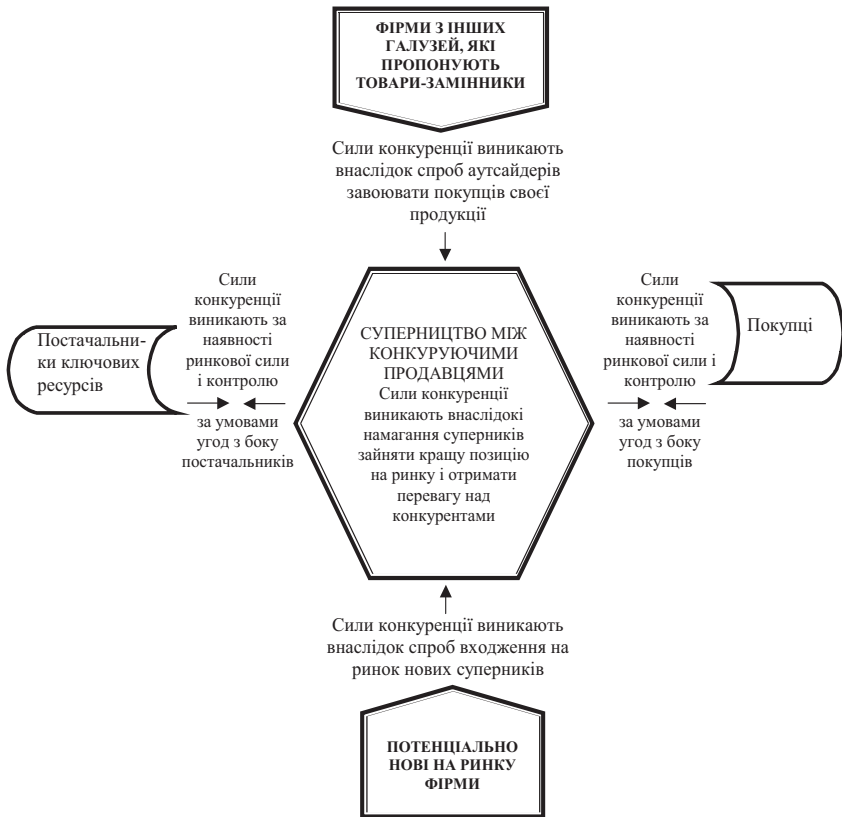 ФІРМИ З ІНШИХ
ГАЛУЗЕЙ, ЯКІ
ПРОПОНУЮТЬ
ТОВАРИ-ЗАМІННИКИ
Сили конкуренції виникають
внаслідок спроб аутсайдерів
завоювати покупців своєї
продукції
Постачальни-
ки ключових
ресурсів
Сили
конкуренції
виникають за
наявності
ринкової сили
і контролю
за умовами
угод з боку
постачальників
СУПЕРНИЦТВО МІЖ
КОНКУРУЮЧИМИ
ПРОДАВЦЯМИ
Сили конкуренції
виникають внаслідокі
намагання суперників
зайняти кращу позицію
на ринку і отримати
перевагу над
конкурентами
Сили
конкуренції
виникають за
наявності
ринкової сили і
контролю
за умовами
угод з боку
покупців
Покупці
Сили конкуренції виникають
внаслідок спроб входження на
ринок нових суперників
ПОТЕНЦІАЛЬНО
НОВІ НА РИНКУ
ФІРМИ